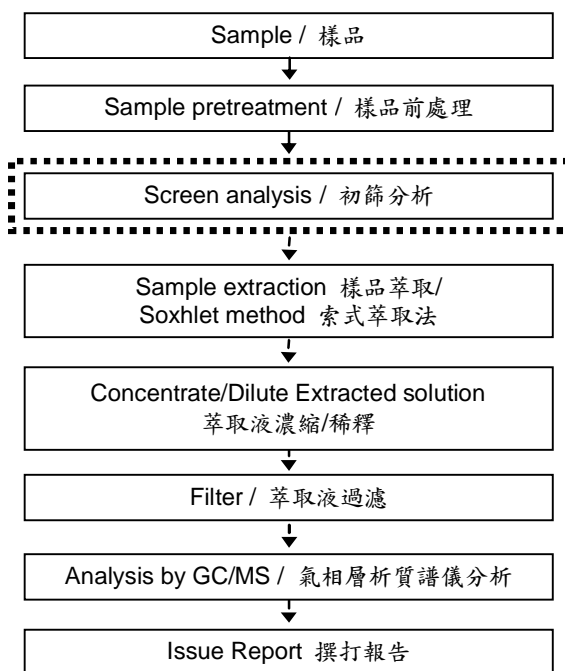 Sample / 樣品
Sample pretreatment / 樣品前處理
Screen analysis / 初篩分析
Sample extraction 樣品萃取/
Soxhlet method 索式萃取法
Concentrate/Dilute Extracted solution
萃取液濃縮/稀釋
Filter / 萃取液過濾
Analysis by GC/MS / 氣相層析質譜儀分析
Issue Report 撰打報告